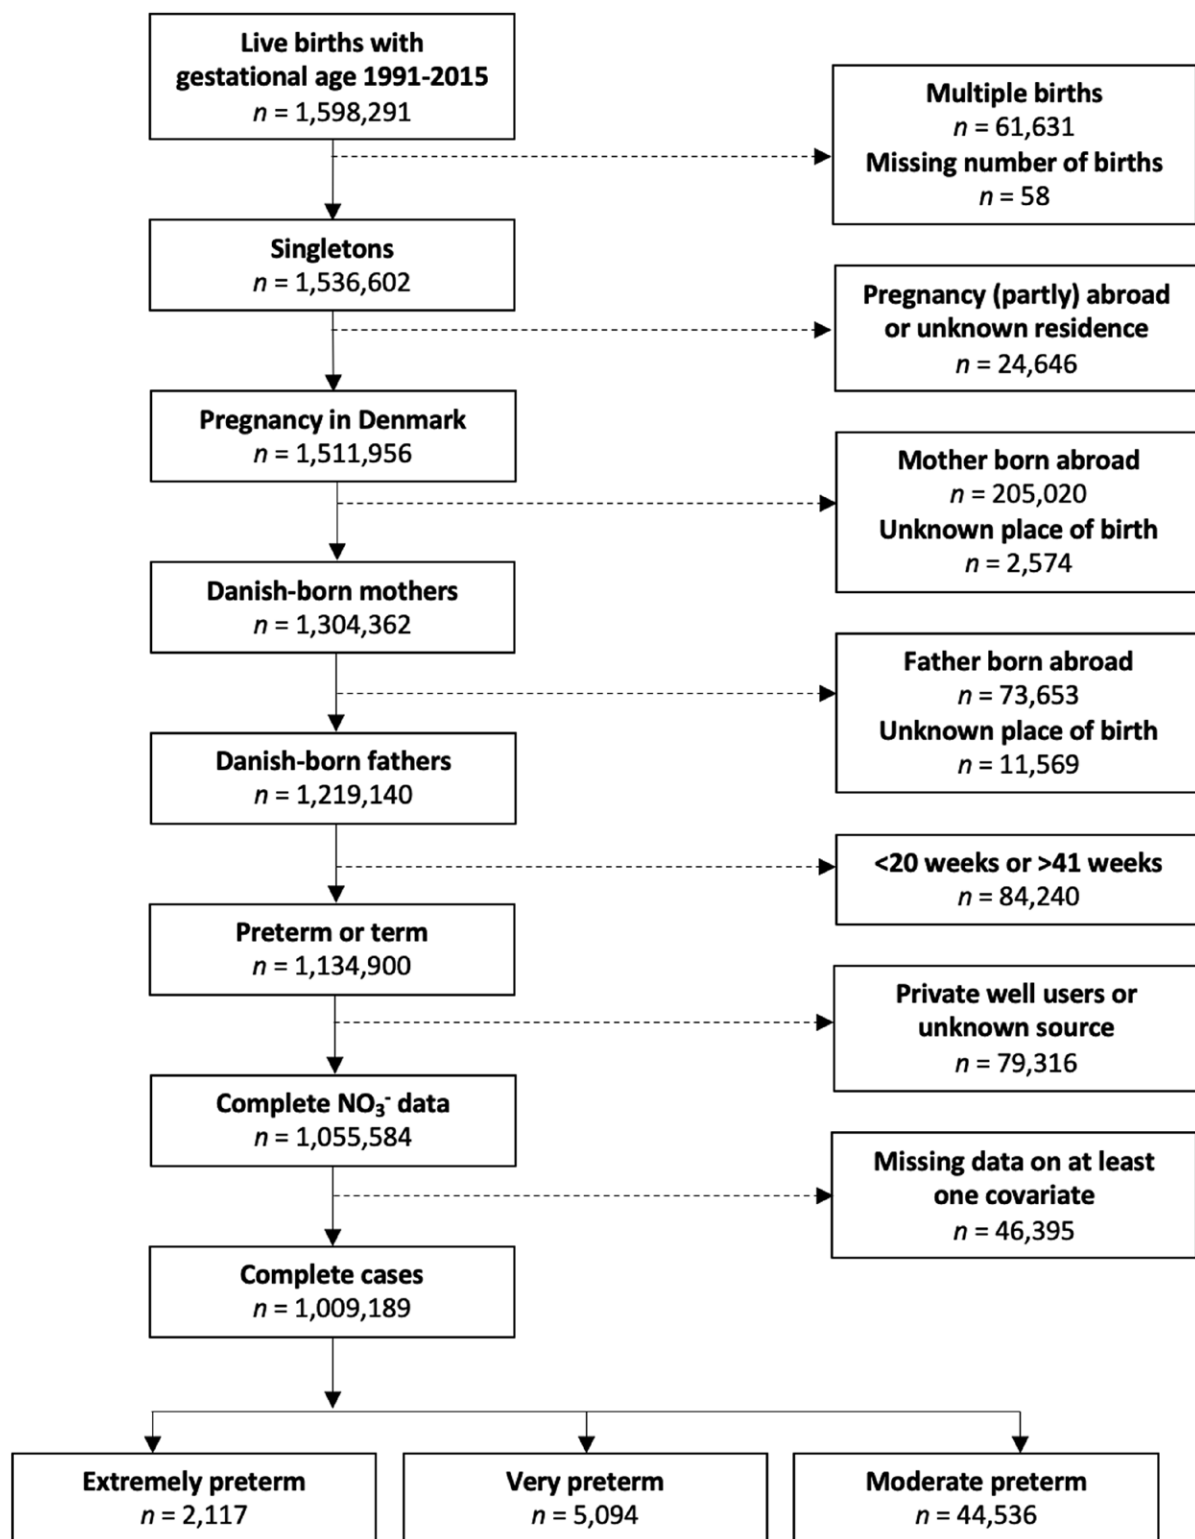 Live births with
gestational age 1991-2015
n = 1,598,291
Multiple births
n = 61,631
Missing number of births
n = 58
Singletons
n = 1,536,602
Pregnancy (partly) abroad
or unknown residence
n = 24,646
Pregnancy in Denmark
n = 1,511,956
Mother born abroad
n = 205,020
Unknown place of birth
n = 2,574
Danish-born mothers
n = 1,304,362
Father born abroad
n = 73,653
Unknown place of birth
n = 11,569
Danish-born fathers
n = 1,219,140
<20 weeks or >41 weeks
n = 84,240
Preterm or term
n = 1,134,900
Private well users or
unknown source
n = 79,316
Complete NO₃⁻ data
n = 1,055,584
Missing data on at least
one covariate
n = 46,395
Complete cases
n = 1,009,189
Extremely preterm
n = 2,117
Very preterm
n = 5,094
Moderate preterm
n = 44,536